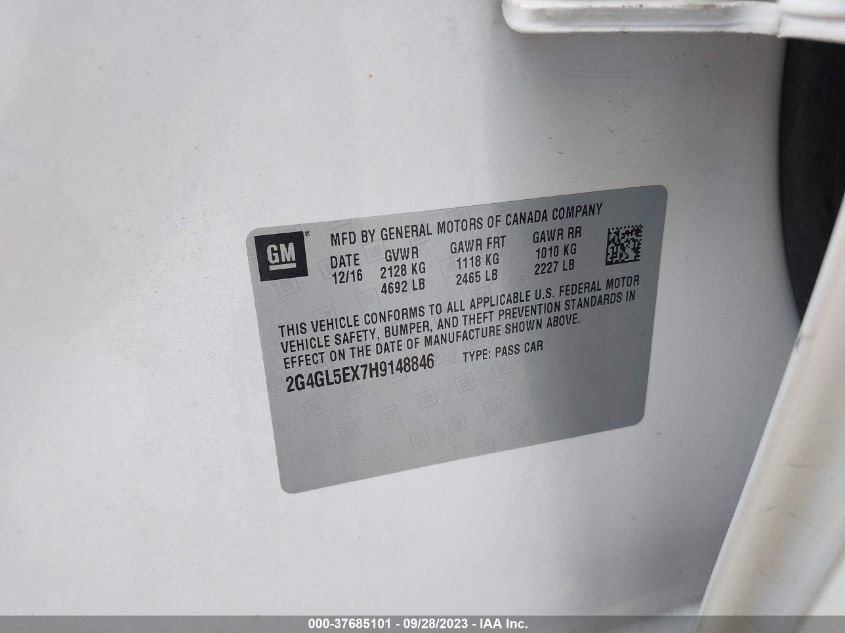 GM ®
MFD BY GENERAL MOTORS OF CANADA COMPANY
DATE GVWR GAWR FRT GAWR RR
12/16 2128 KG 1118 KG 1010 KG
4692 LB 2465 LB 2227 LB
THIS VEHICLE CONFORMS TO ALL APPLICABLE U.S. FEDERAL MOTOR
VEHICLE SAFETY, BUMPER, AND THEFT PREVENTION STANDARDS IN
EFFECT ON THE DATE OF MANUFACTURE SHOWN ABOVE.
2G4GL5EX7H9148846 TYPE: PASS CAR
000-37685101 - 09/28/2023 - IAA Inc.